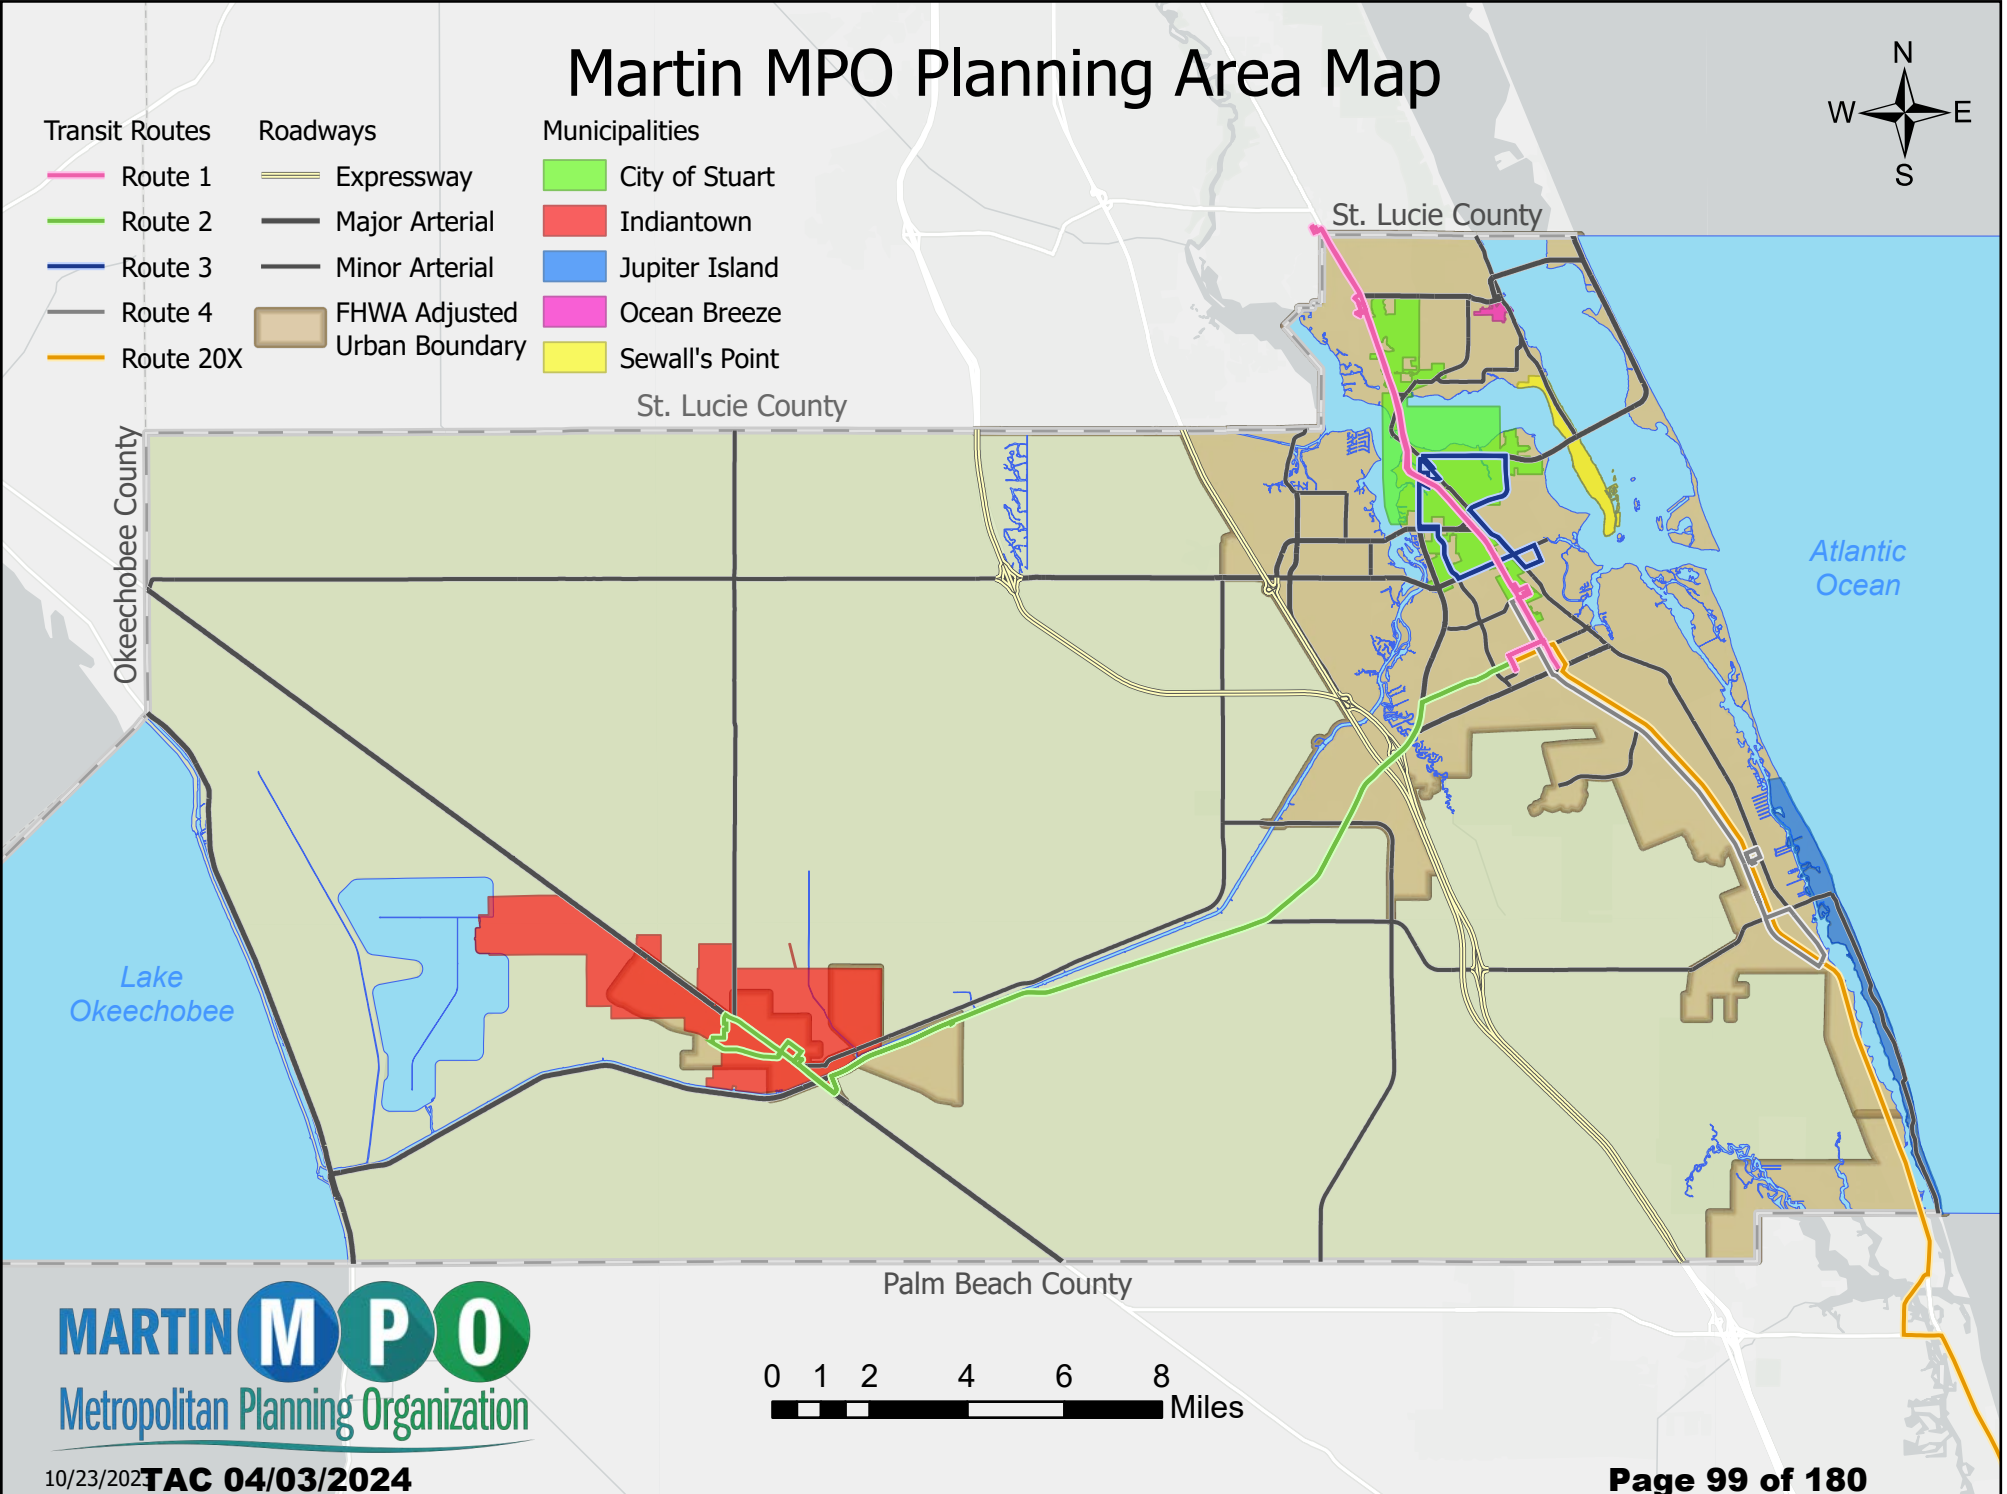 Martin MPO Planning Area Map
N
W
E
S
Transit Routes
Route 1
Route 2
Route 3
Route 4
Route 20X
Roadways
Expressway
Major Arterial
Minor Arterial
FHWA Adjusted
Urban Boundary
Municipalities
City of Stuart
Indiantown
Jupiter Island
Ocean Breeze
Sewall's Point
St. Lucie County
St. Lucie County
Okeechobee County
Atlantic
Ocean
Lake
Okeechobee
Palm Beach County
MARTIN M P O
Metropolitan Planning Organization
0 1 2 4 6 8
Miles
10/23/2023
TAC 04/03/2024
Page 99 of 180